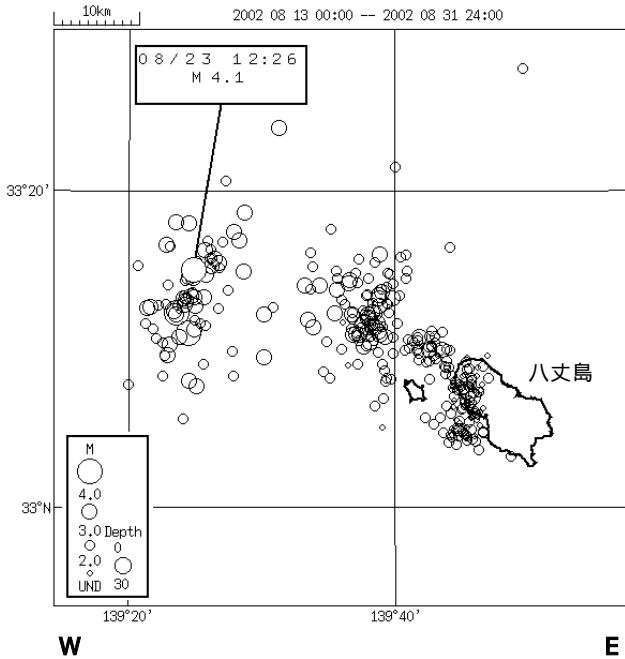 10km
2002 08 13 00:00 -- 2002 08 31 24:00
08/23 12:26
M 4.1
33°20'
八丈島
M
4.0
3.0 Depth
0
2.0
UND 30
33°N
139°20'
139°40'
W
E